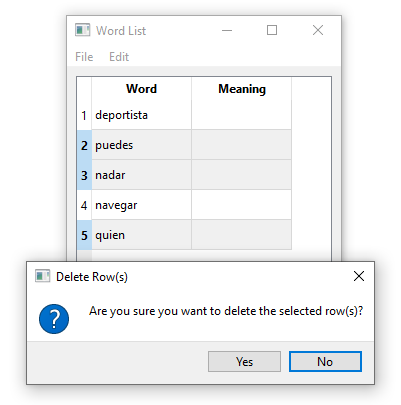 Word List
File Edit
Word Meaning
1 deportista
2 puedes
3 nadar
4 navegar
5 quien
Delete Row(s)
Are you sure you want to delete the selected row(s)?
Yes No